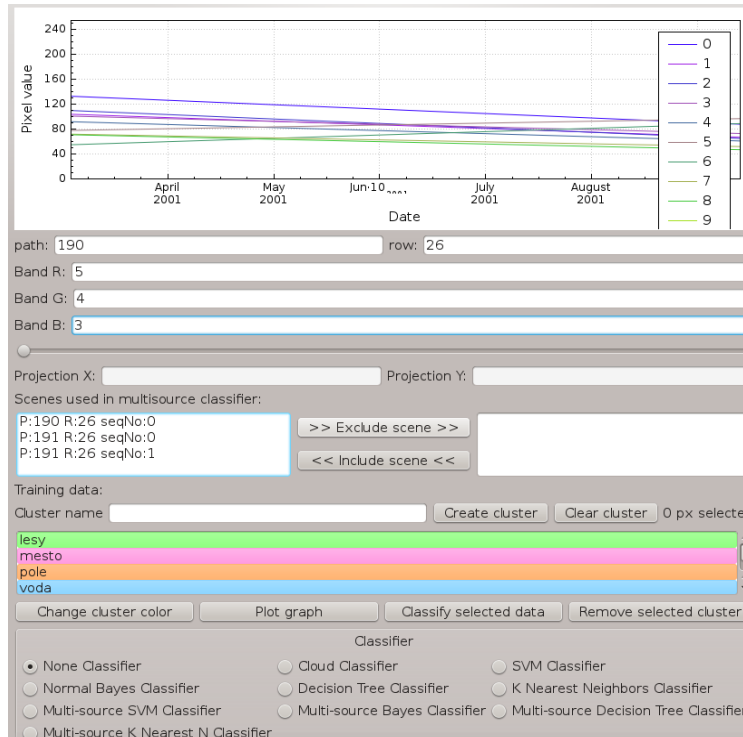 240
200
160
120
80
40
0
Pixel value
April
2001
May
2001
Jun·10
2001
July
2001
August
2001
Date
0
1
2
3
4
5
6
7
8
9
path: 190 row: 26
Band R: 5
Band G: 4
Band B: 3
Projection X: Projection Y:
Scenes used in multisource classifier:
P:190 R:26 seqNo:0
P:191 R:26 seqNo:0
P:191 R:26 seqNo:1
>> Exclude scene >>
<< Include scene <<
Training data:
Cluster name Create cluster Clear cluster 0 px selecte
lesy
mesto
pole
voda
Change cluster color Plot graph Classify selected data Remove selected cluster
Classifier
None Classifier Cloud Classifier SVM Classifier
Normal Bayes Classifier Decision Tree Classifier K Nearest Neighbors Classifier
Multi-source SVM Classifier Multi-source Bayes Classifier Multi-source Decision Tree Classifie
Multi-source K Nearest N Classifier